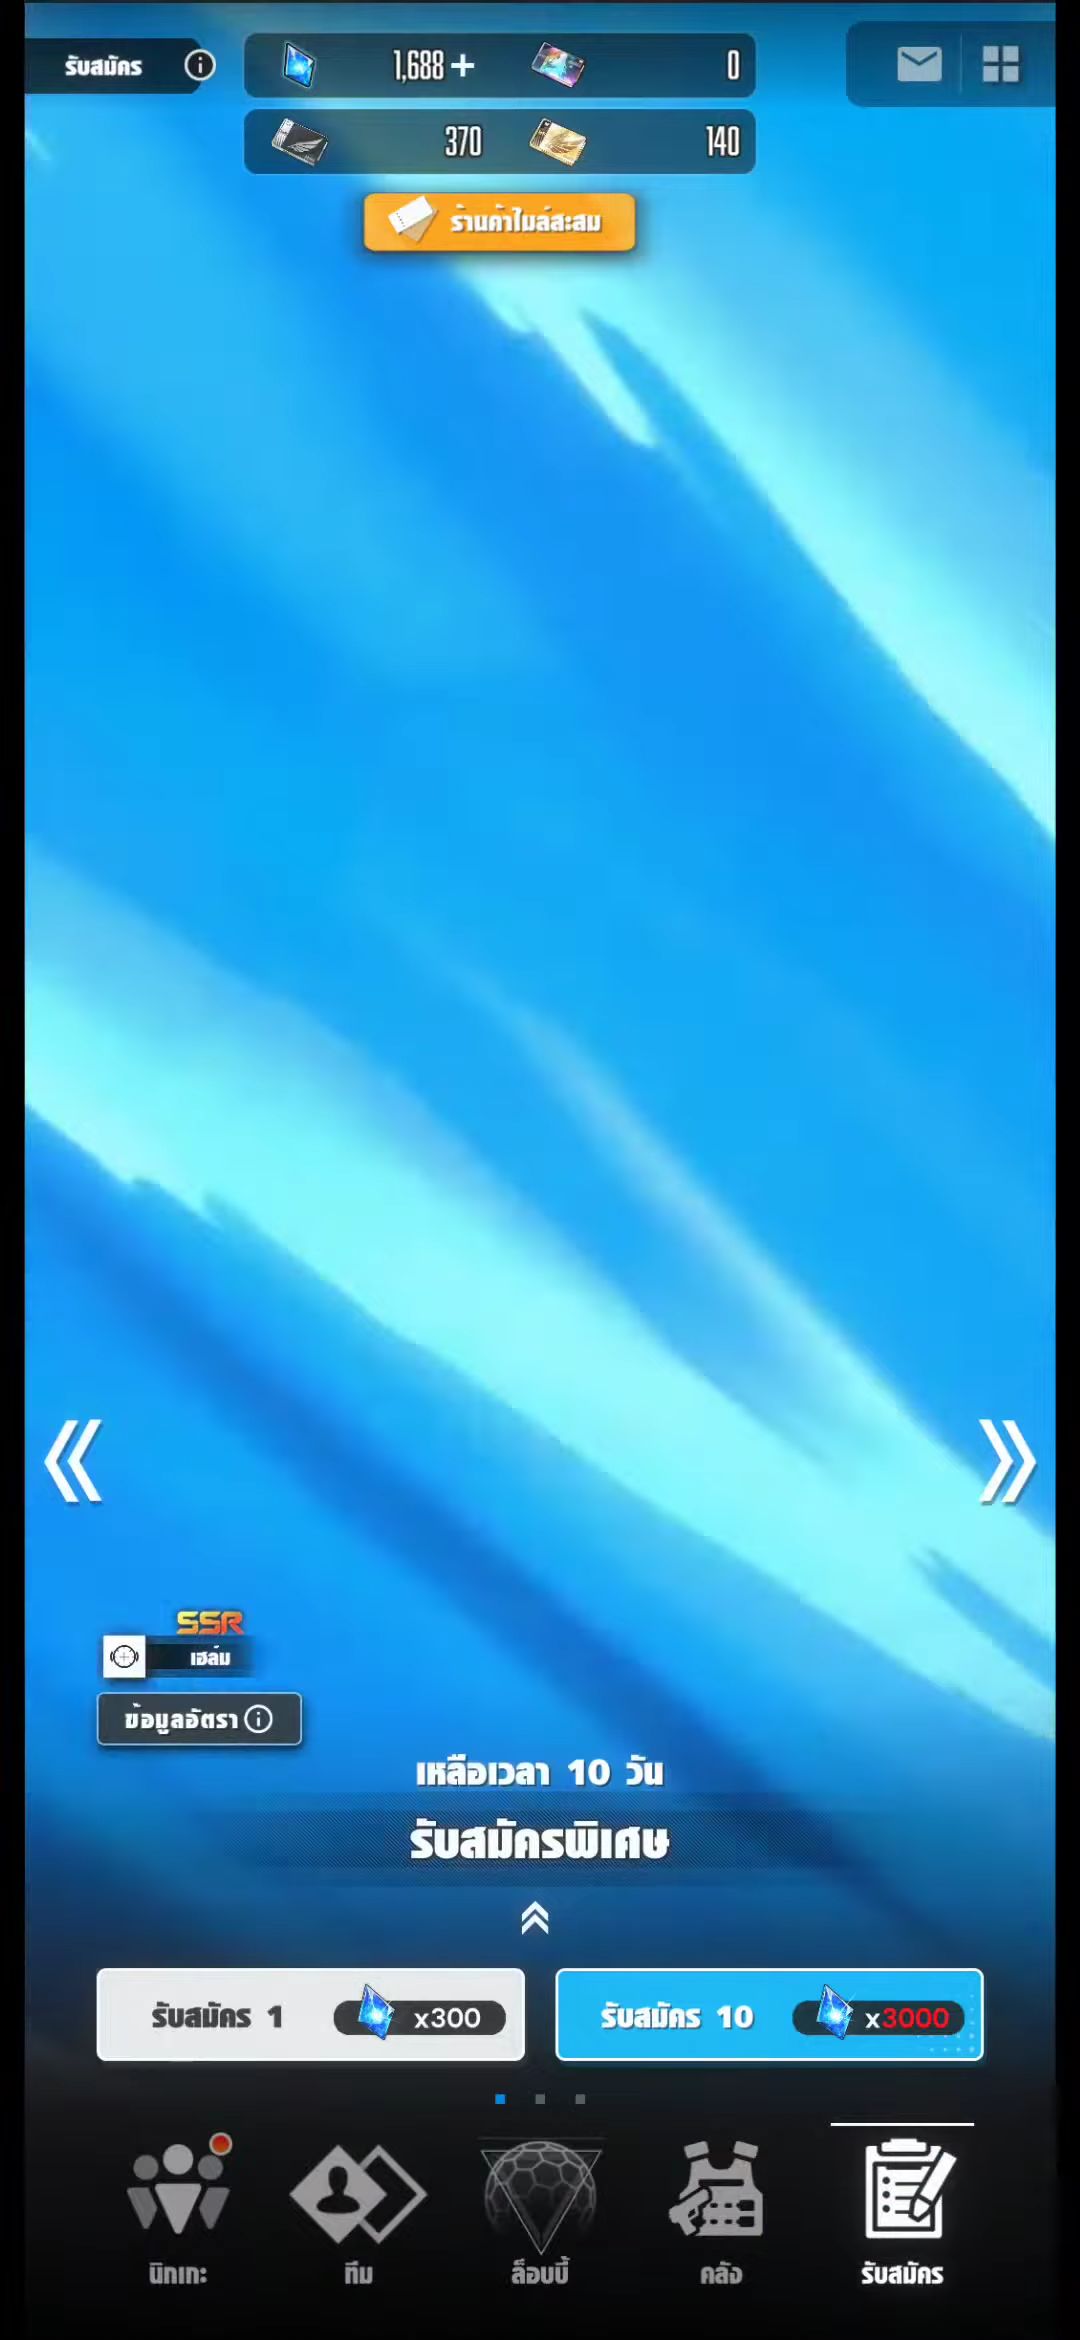 รับสมัคร
1,688 +
0
370
140
ร้านค้าไมล์สะสม
SSR
เฮล์ม
ข้อมูลอัตรา
เหลือเวลา 10 วัน
รับสมัครพิเศษ
รับสมัคร 1
x300
รับสมัคร 10
x3000
นิกเกะ
ทีม
ล็อบบี้
คลัง
รับสมัคร